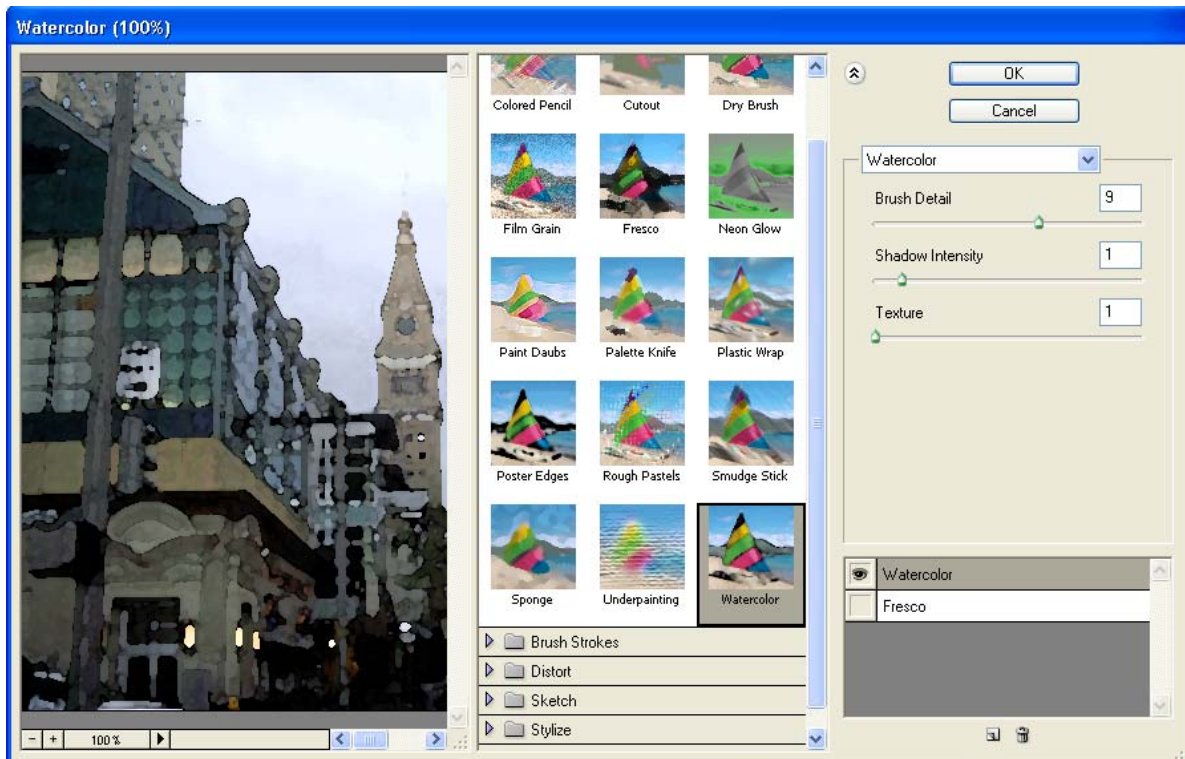 Watercolor (100%)
Colored Pencil
Cutout
Dry Brush
Film Grain
Fresco
Neon Glow
Paint Daubs
Palette Knife
Plastic Wrap
Poster Edges
Rough Pastels
Smudge Stick
Sponge
Underpainting
Watercolor
Brush Strokes
Distort
Sketch
Stylize
- + 100 %
OK
Cancel
Watercolor
Brush Detail 9
Shadow Intensity 1
Texture 1
Watercolor
Fresco